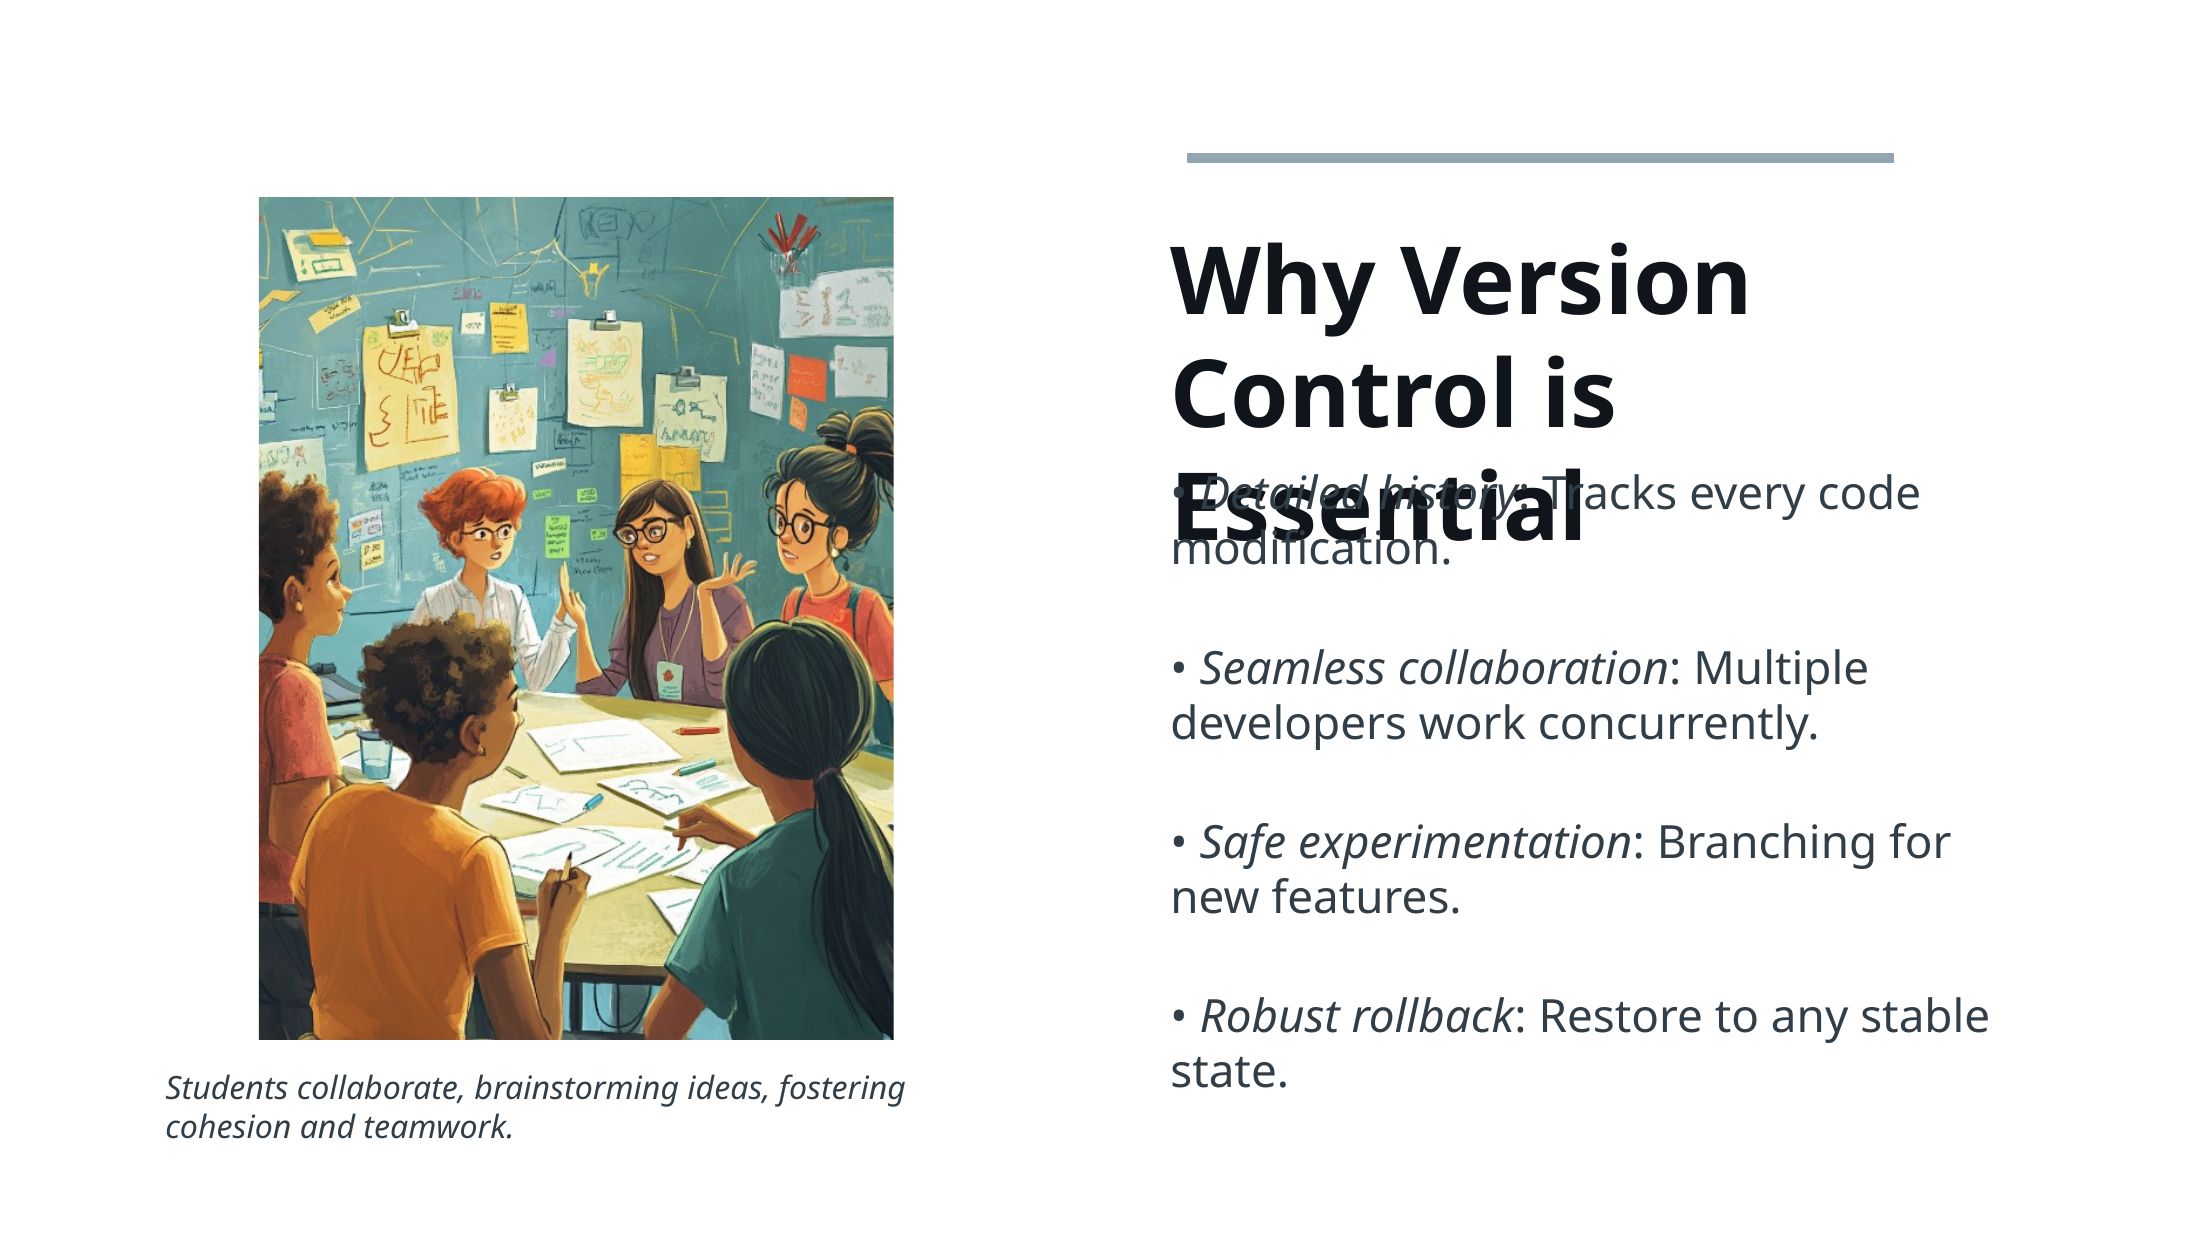 Why Version
Control is
Essential
• Detailed history: Tracks every code
modification.
• Seamless collaboration: Multiple
developers work concurrently.
• Safe experimentation: Branching for
new features.
• Robust rollback: Restore to any stable
state.
Students collaborate, brainstorming ideas, fostering
cohesion and teamwork.